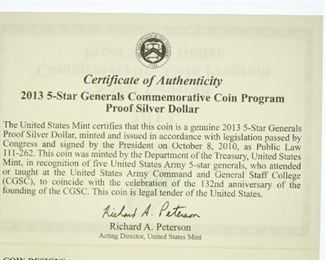 Certificate of Authenticity
2013 5-Star Generals Commemorative Coin Program
Proof Silver Dollar
The United States Mint certifies that this coin is a genuine 2013 5-Star Generals
Proof Silver Dollar, minted and issued in accordance with legislation passed by
Congress and signed by the President on October 8, 2010, as Public Law
111-262. This coin was minted by the Department of the Treasury, United States
Mint, in recognition of five United States Army 5-star generals, who attended
or taught at the United States Army Command and General Staff College
(CGSC), to coincide with the celebration of the 132nd anniversary of the
founding of the CGSC. This coin is legal tender of the United States.
Richard A. Peterson
Richard A. Peterson
Acting Director, United States Mint